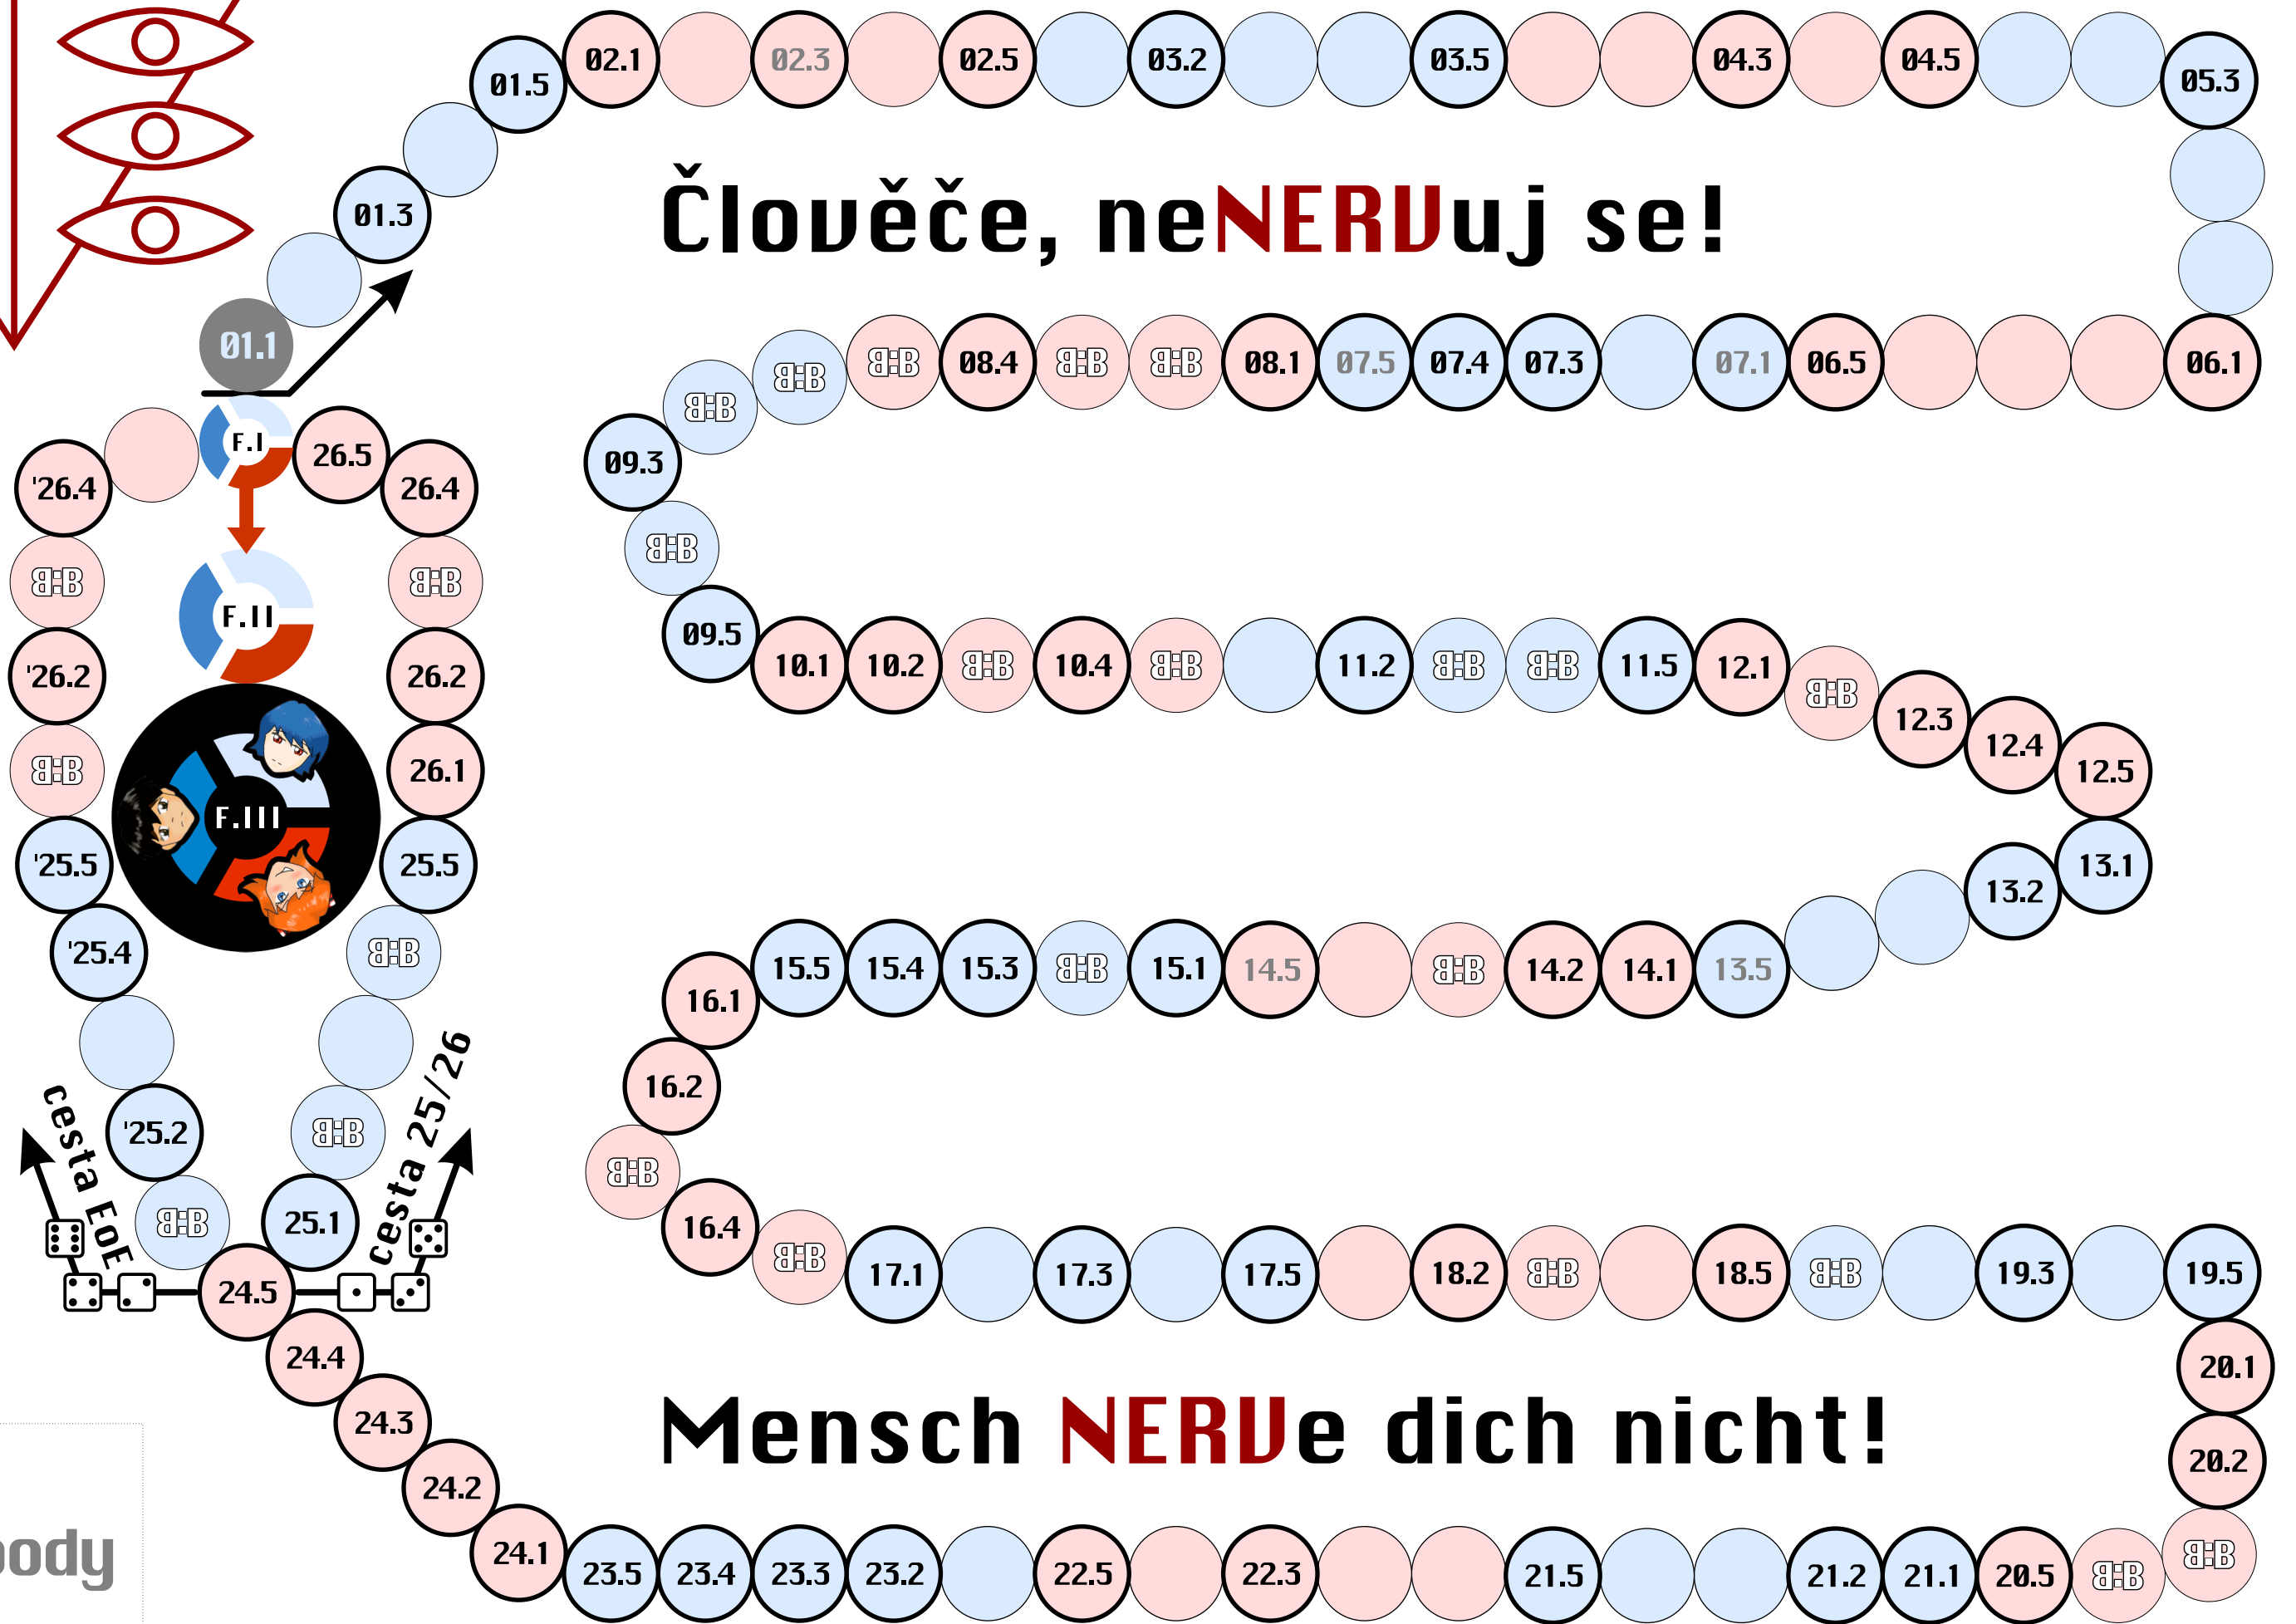 02.1 02.3 02.5 03.2 03.5 04.3 04.5
01.5 05.3
01.3
Člověče, neNERVuj se!
01.1
08.4 08.1 07.5 07.4 07.3 07.1 06.5 06.1
B:B B:B B:B B:B B:B
F.I 26.5
'26.4 26.4
09.3
B:B B:B
B:B
F.II
09.5
10.1 10.2 B:B 10.4 B:B 11.2 B:B B:B 11.5 12.1
'26.2 26.2
B:B 12.3
12.4
B:B 26.1 12.5
F.III
'25.5 25.5 13.1
13.2
'25.4 B:B
15.5 15.4 15.3 B:B 15.1 14.5 B:B 14.2 14.1 13.5
16.1
16.2
cesta EoE
cesta 25/26
'25.2 B:B
B:B
B:B 25.1
16.4
B:B
17.1 17.3 17.5 18.2 B:B 18.5 B:B 19.3 19.5
24.5
24.4 20.1
24.3
Mensch NERVe dich nicht!
24.2 20.2
24.1 B:B
23.5 23.4 23.3 23.2 22.5 22.3 21.5 21.2 21.1 20.5 B:B